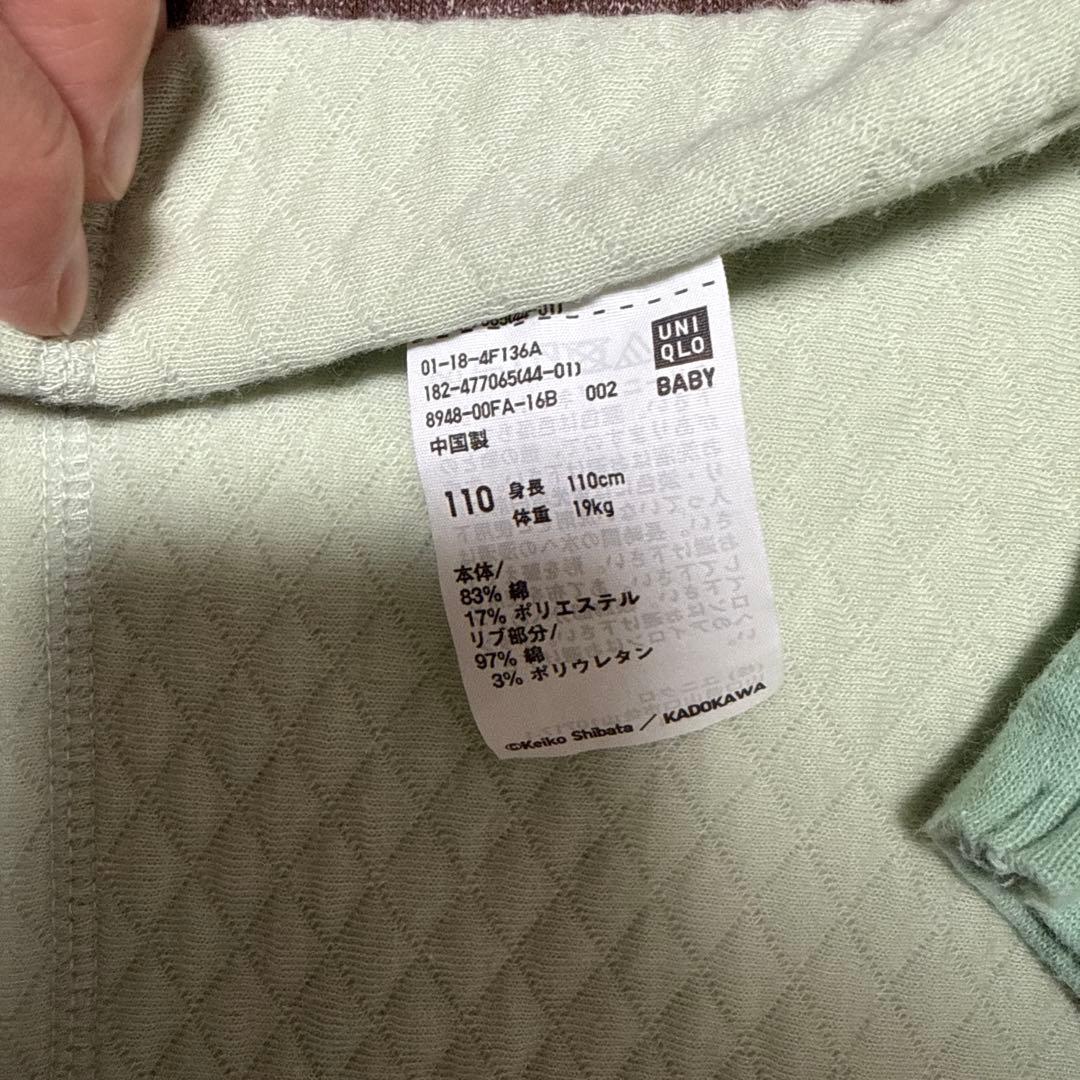 01-18-4F136A
182-477065(44-01)
8948-00FA-16B 002
中国製
UNI
QLO
BABY
110 身長 110cm
体重 19kg
本体/
83% 綿
17% ポリエステル
リブ部分/
97% 綿
3% ポリウレタン
©Keiko Shibata / KADOKAWA